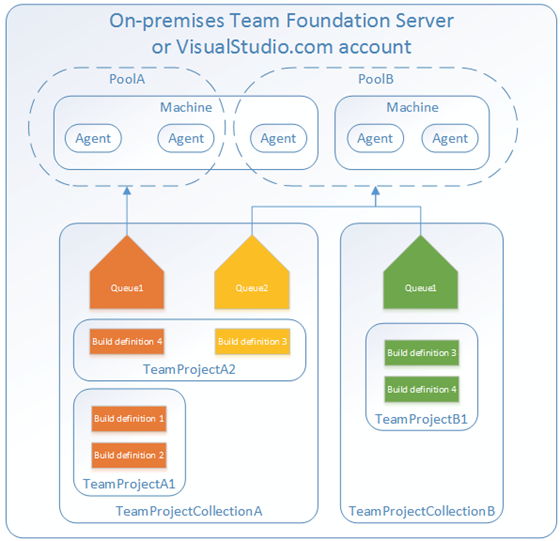 On-premises Team Foundation Server
or VisualStudio.com account
PoolA
PoolB
Machine
Machine
Agent
Agent
Agent
Agent
Agent
Queue1
Queue2
Queue1
Build definition 4
Build definition 3
TeamProjectA2
Build definition 3
Build definition 4
TeamProjectB1
Build definition 1
Build definition 2
TeamProjectA1
TeamProjectCollectionA
TeamProjectCollectionB